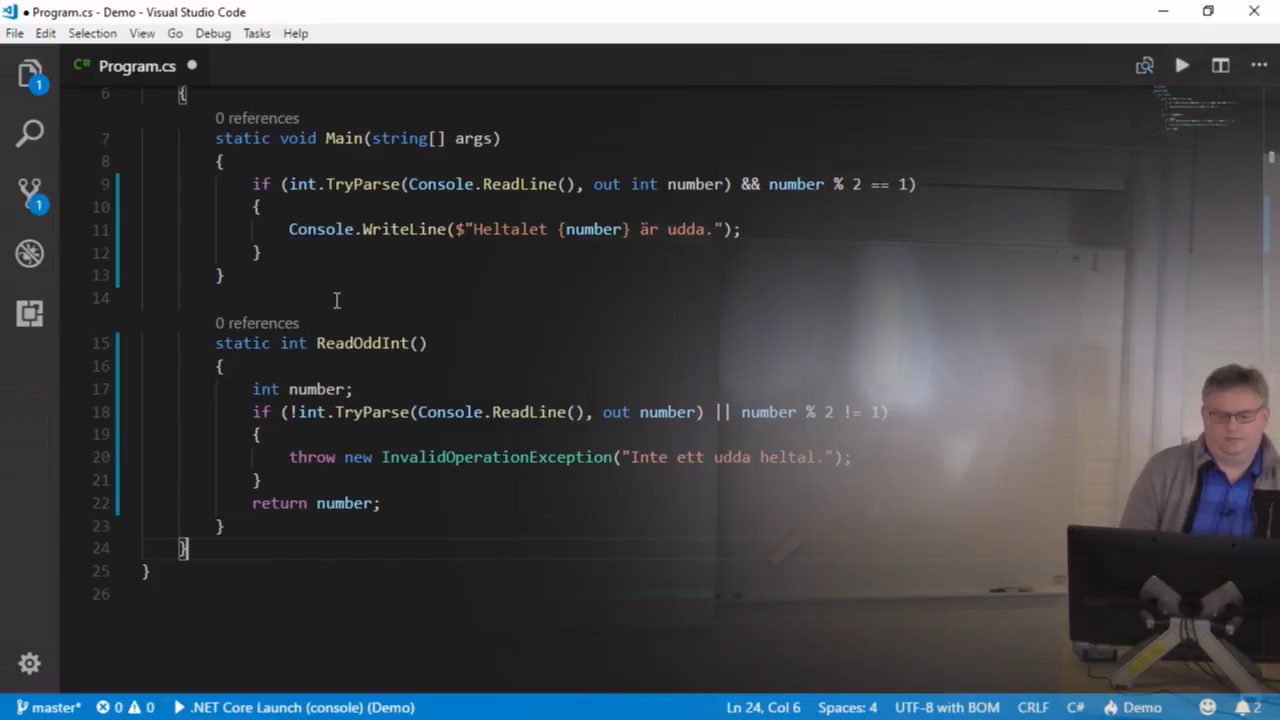 Program.cs - Demo - Visual Studio Code
File Edit Selection View Go Debug Tasks Help
C# Program.cs
6 {
0 references
7 static void Main(string[] args)
8 {
9 if (int.TryParse(Console.ReadLine(), out int number) && number % 2 == 1)
10 {
11 Console.WriteLine($"Heltalet {number} är udda.");
12 }
13 }
14
0 references
15 static int ReadOddInt()
16 {
17 int number;
18 if (!int.TryParse(Console.ReadLine(), out number) || number % 2 != 1)
19 {
20 throw new InvalidOperationException("Inte ett udda heltal.");
21 }
22 return number;
23 }
24 }
25 }
26
1
1
master* 0 0 .NET Core Launch (console) (Demo) Ln 24, Col 6 Spaces: 4 UTF-8 with BOM CRLF C# Demo 2